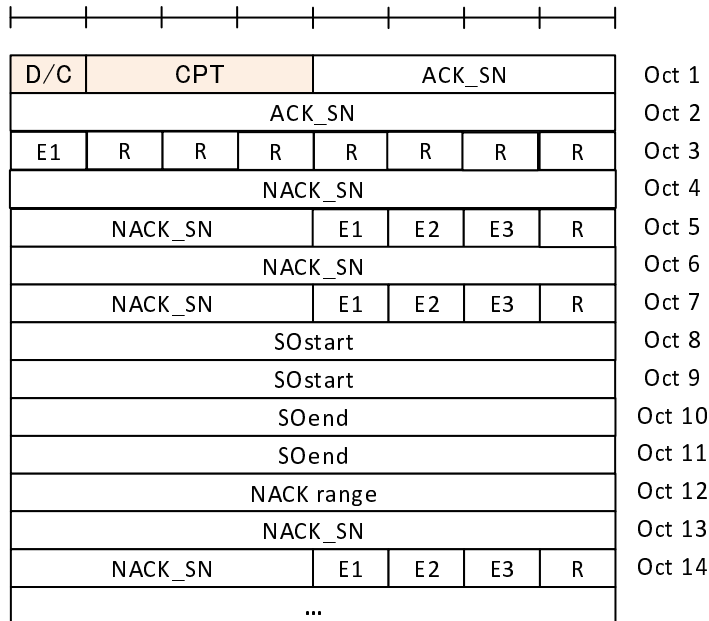 D/C CPT ACK_SN Oct 1
ACK_SN Oct 2
E1 R R R R R R R Oct 3
NACK_SN Oct 4
NACK_SN E1 E2 E3 R Oct 5
NACK_SN Oct 6
NACK_SN E1 E2 E3 R Oct 7
SOstart Oct 8
SOstart Oct 9
SOend Oct 10
SOend Oct 11
NACK range Oct 12
NACK_SN Oct 13
NACK_SN E1 E2 E3 R Oct 14
...